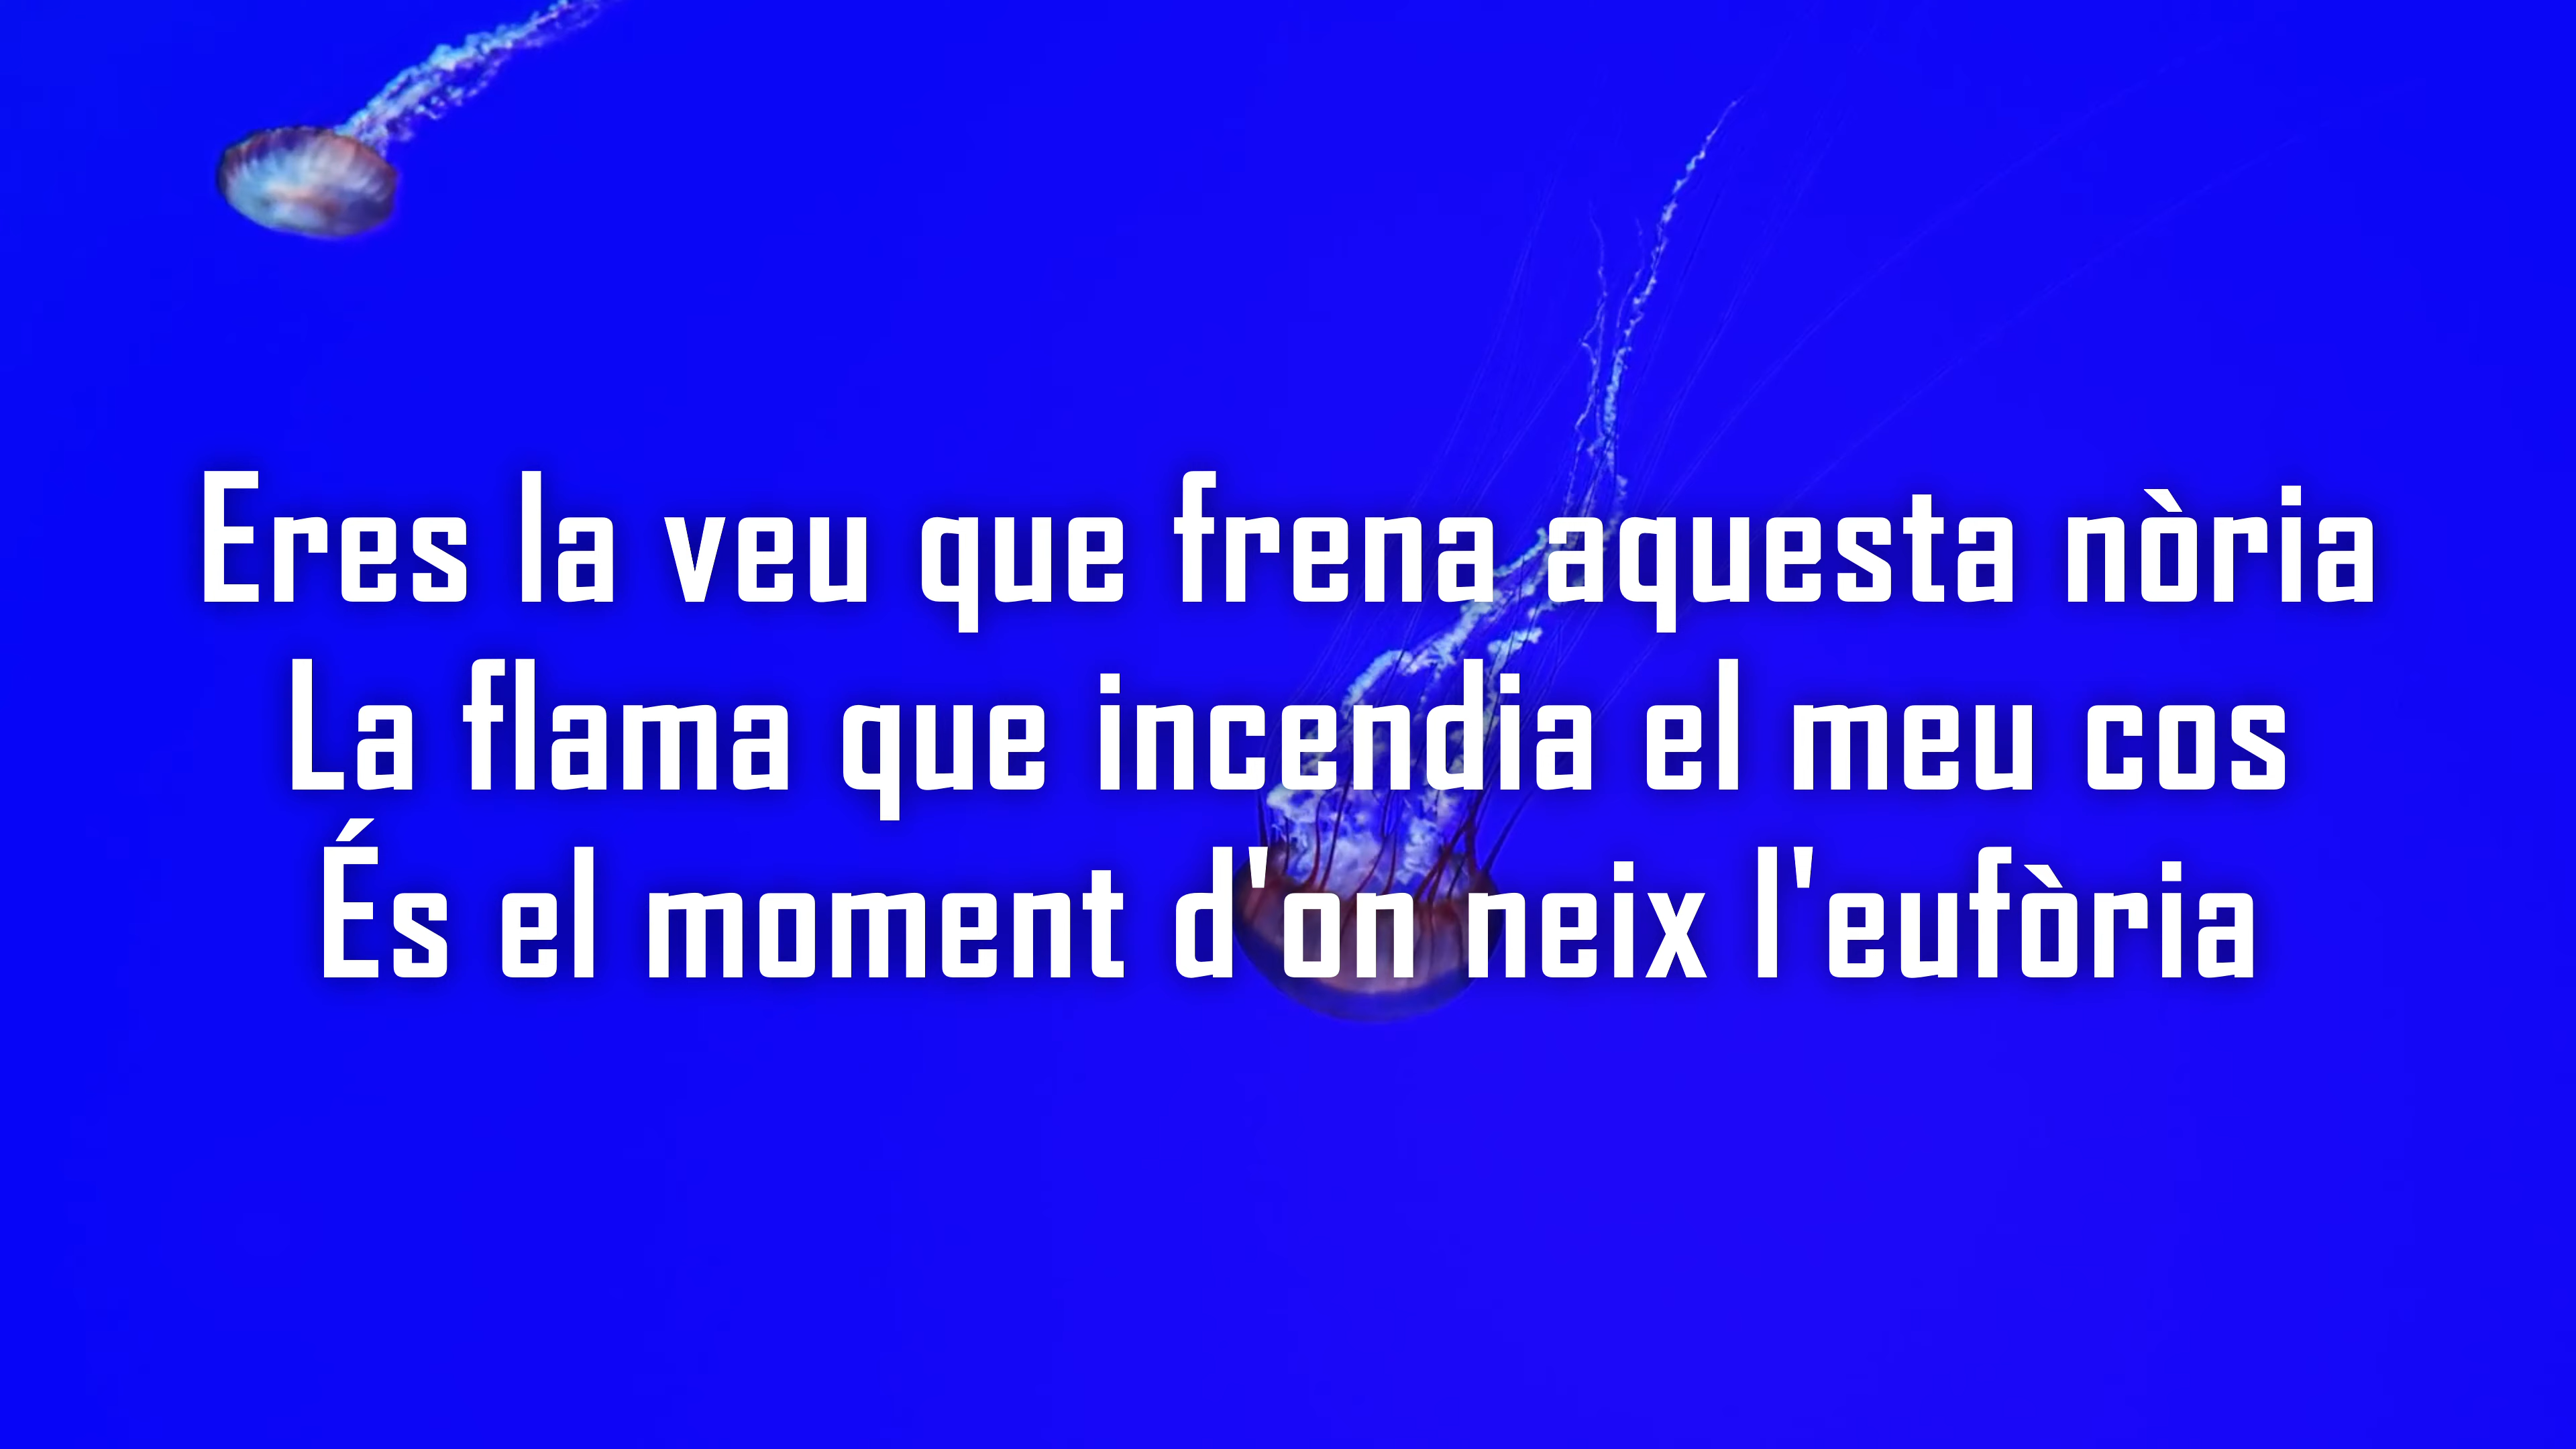 Eres la veu que frena aquesta nòria
La flama que incendia el meu cos
És el moment d'on neix l'eufòria